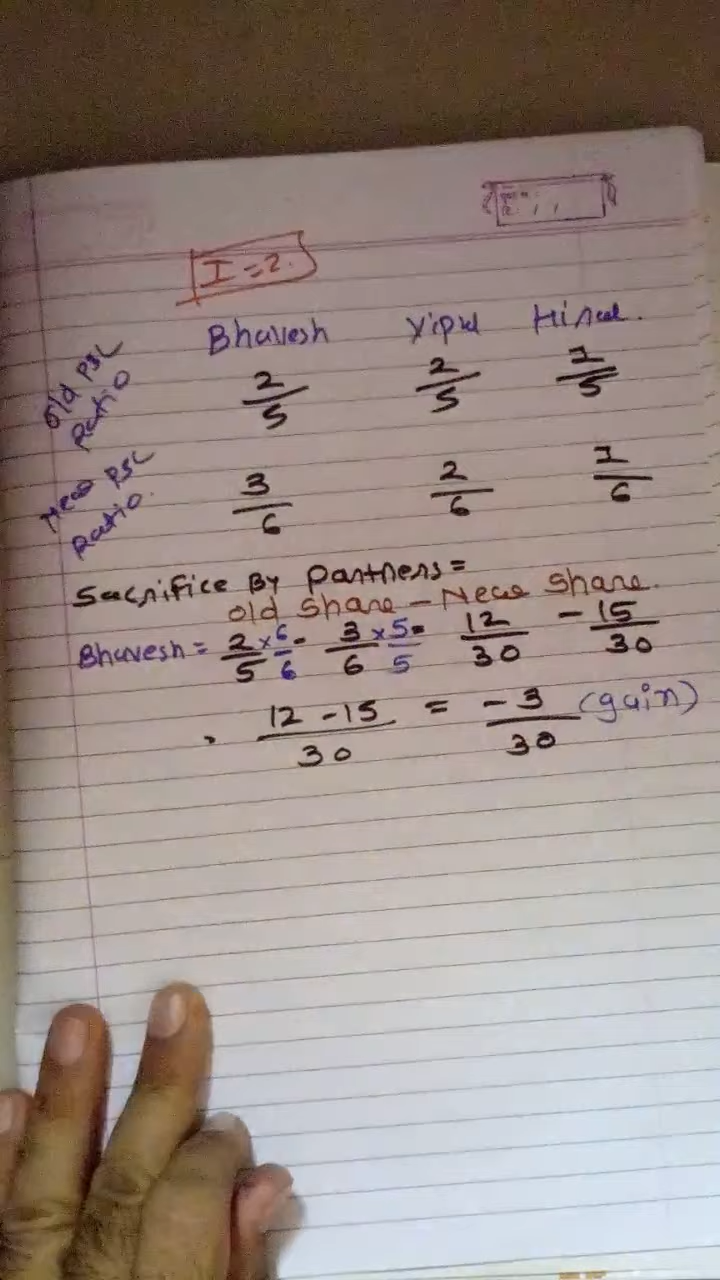 I = 2.
Bhavesh Vipul Hiral.
Old PSL Ratio
2/5 2/5 1/5
New PSL Ratio.
3/6 2/6 1/6
Sacrifice By Partners =
Old Share - New Share.
Bhavesh = 2/5 × 6/6 - 3/6 × 5/5 = 12/30 - 15/30
12 - 15/30 = - 3/30 (gain)